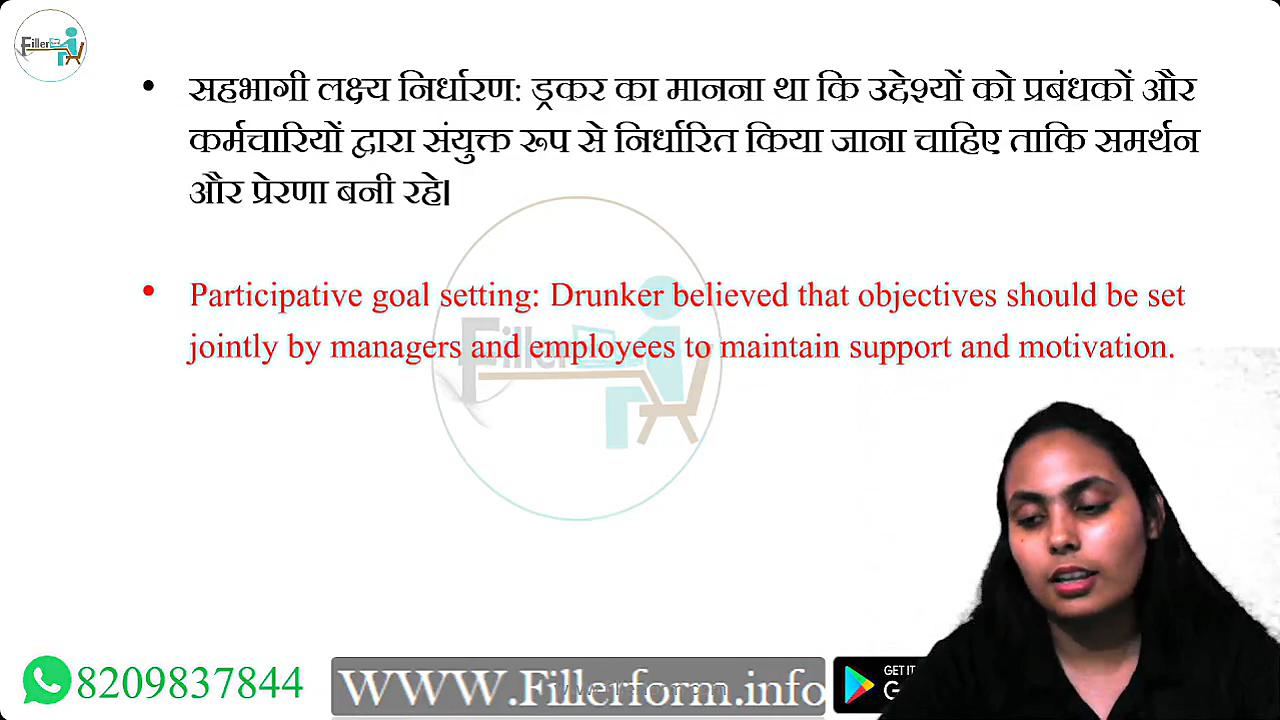 Filler
सहभागी लक्ष्य निर्धारण: ड्रकर का मानना था कि उद्देश्यों को प्रबंधकों और
कर्मचारियों द्वारा संयुक्त रूप से निर्धारित किया जाना चाहिए ताकि समर्थन
और प्रेरणा बनी रहे।
Participative goal setting: Drunker believed that objectives should be set
jointly by managers and employees to maintain support and motivation.
Filler
8209837844
WWW.Fillerform.info
GET IT
G